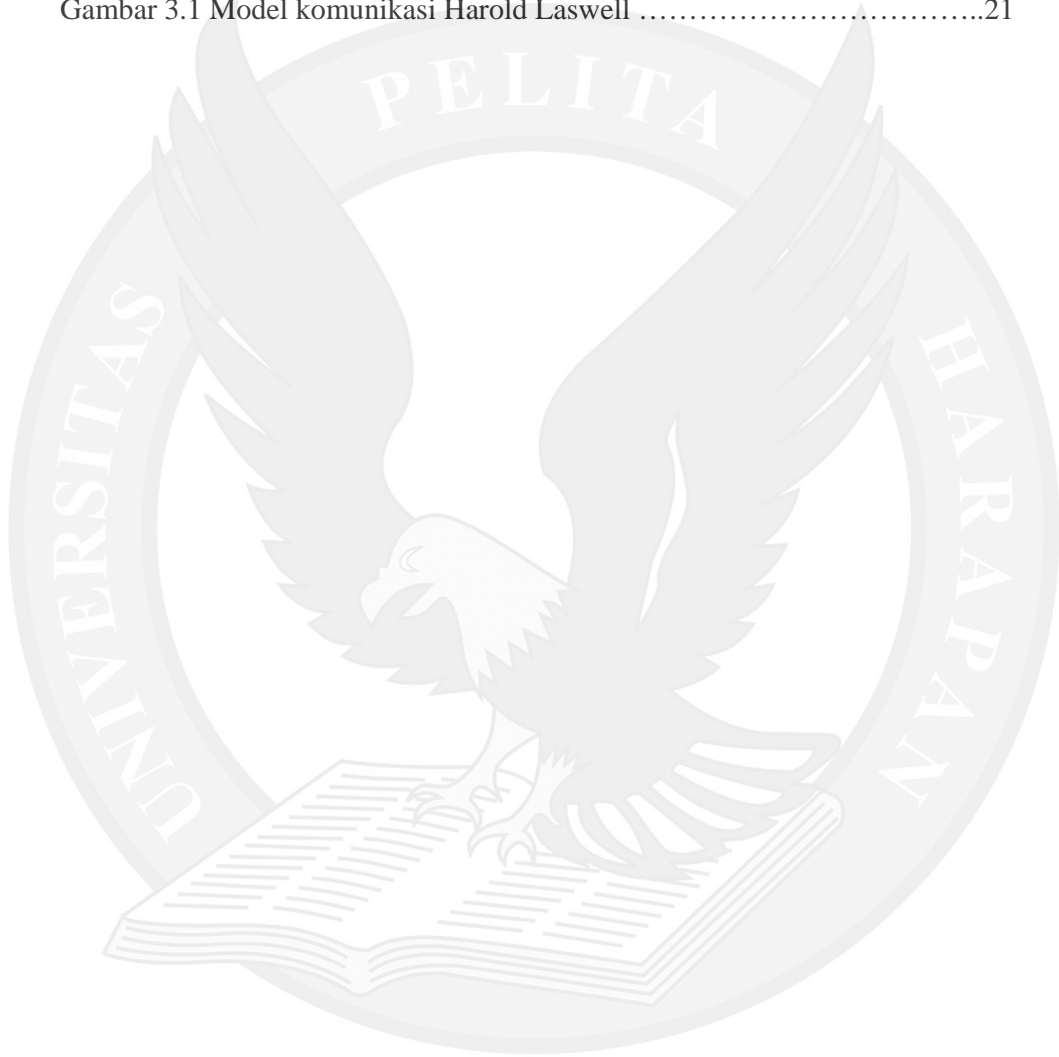 Gambar 3.1 Model komunikasi Harold Laswell ……………………………..21
UNIVERSITAS PELITA HARAPAN